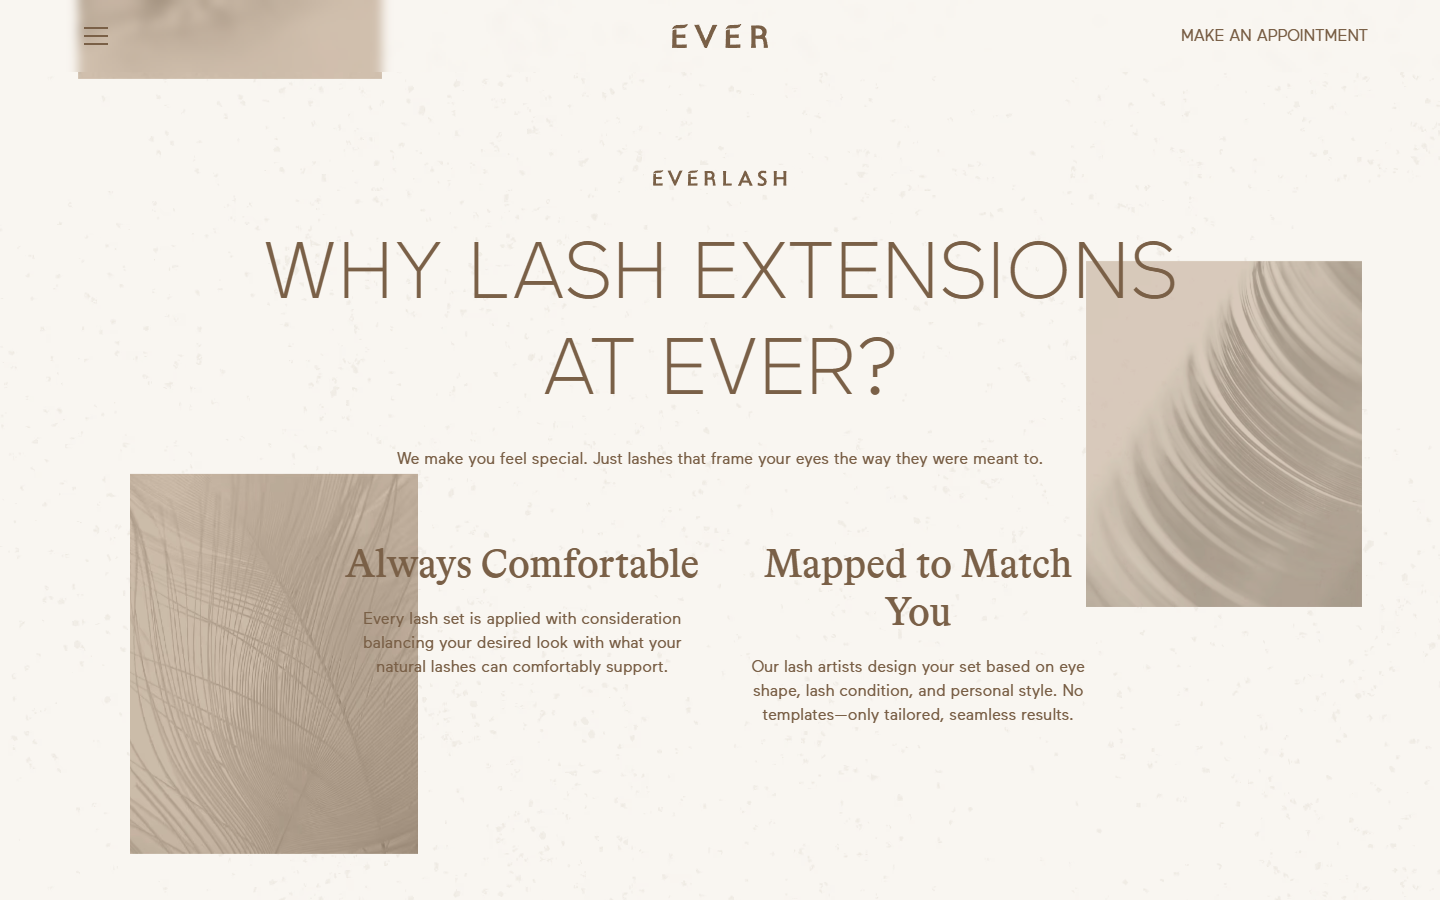 EVER
MAKE AN APPOINTMENT
EVERLASH
WHY LASH EXTENSIONS
AT EVER?
We make you feel special. Just lashes that frame your eyes the way they were meant to.
Always Comfortable
Every lash set is applied with consideration
balancing your desired look with what your
natural lashes can comfortably support.
Mapped to Match
You
Our lash artists design your set based on eye
shape, lash condition, and personal style. No
templates—only tailored, seamless results.